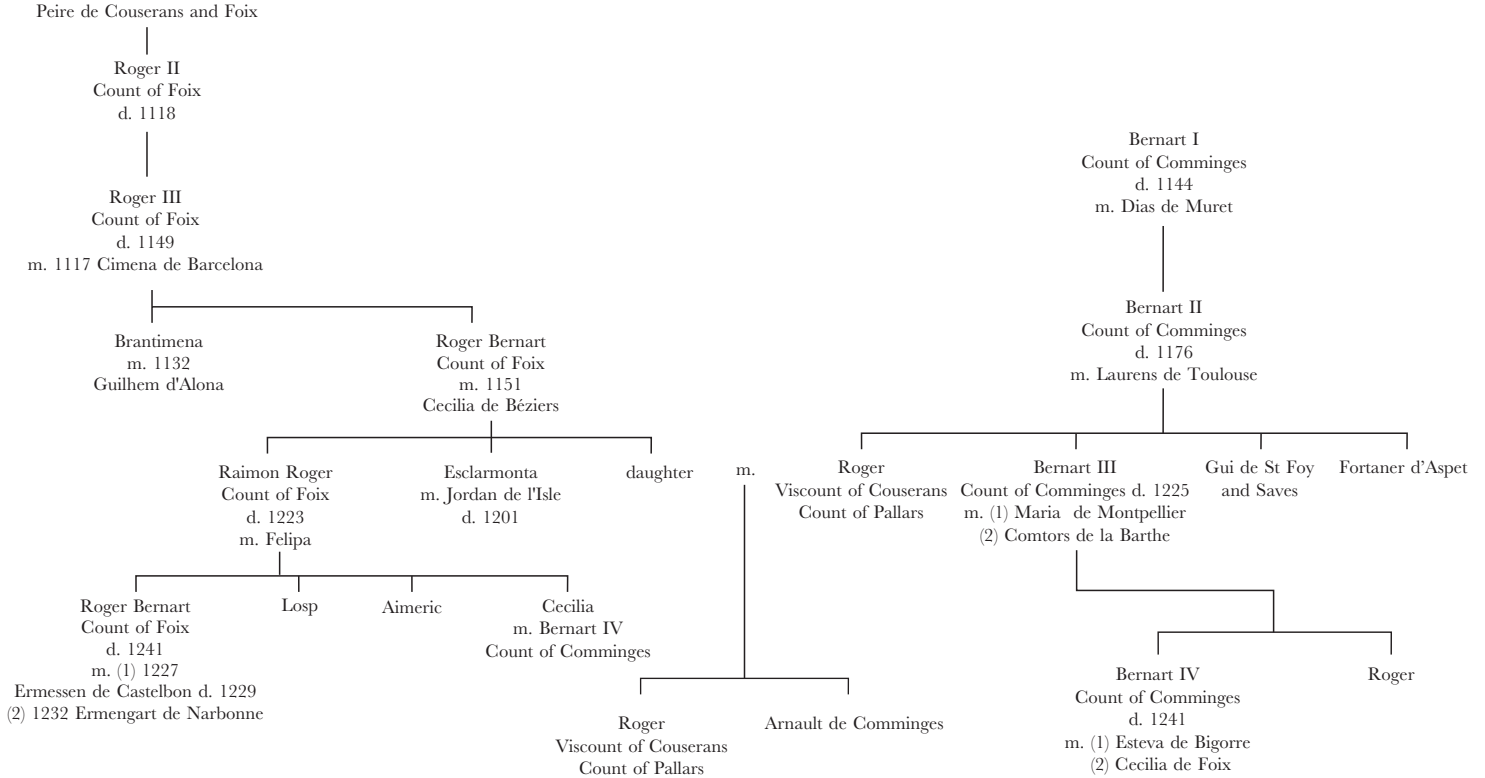 Peire de Couserans and Foix
Roger II
Count of Foix
d. 1118
Roger III
Count of Foix
d. 1149
m. 1117 Cimena de Barcelona
Brantimena
m. 1132
Guilhem d'Alona
Roger Bernart
Count of Foix
m. 1151
Cecilia de Béziers
Raimon Roger
Count of Foix
d. 1223
m. Felipa
Esclarmonta
m. Jordan de l'Isle
d. 1201
daughter
m.
Roger Bernart
Count of Foix
d. 1241
m. (1) 1227
Ermessen de Castelbon d. 1229
(2) 1232 Ermengart de Narbonne
Losp
Aimeric
Cecilia
m. Bernart IV
Count of Comminges
Roger
Viscount of Couserans
Count of Pallars
Arnault de Comminges
Bernart I
Count of Comminges
d. 1144
m. Dias de Muret
Bernart II
Count of Comminges
d. 1176
m. Laurens de Toulouse
Roger
Viscount of Couserans
Count of Pallars
Bernart III
Count of Comminges d. 1225
m. (1) Maria de Montpellier
(2) Comtors de la Barthe
Gui de St Foy
and Saves
Fortaner d’Aspet
Bernart IV
Count of Comminges
d. 1241
m. (1) Esteva de Bigorre
(2) Cecilia de Foix
Roger